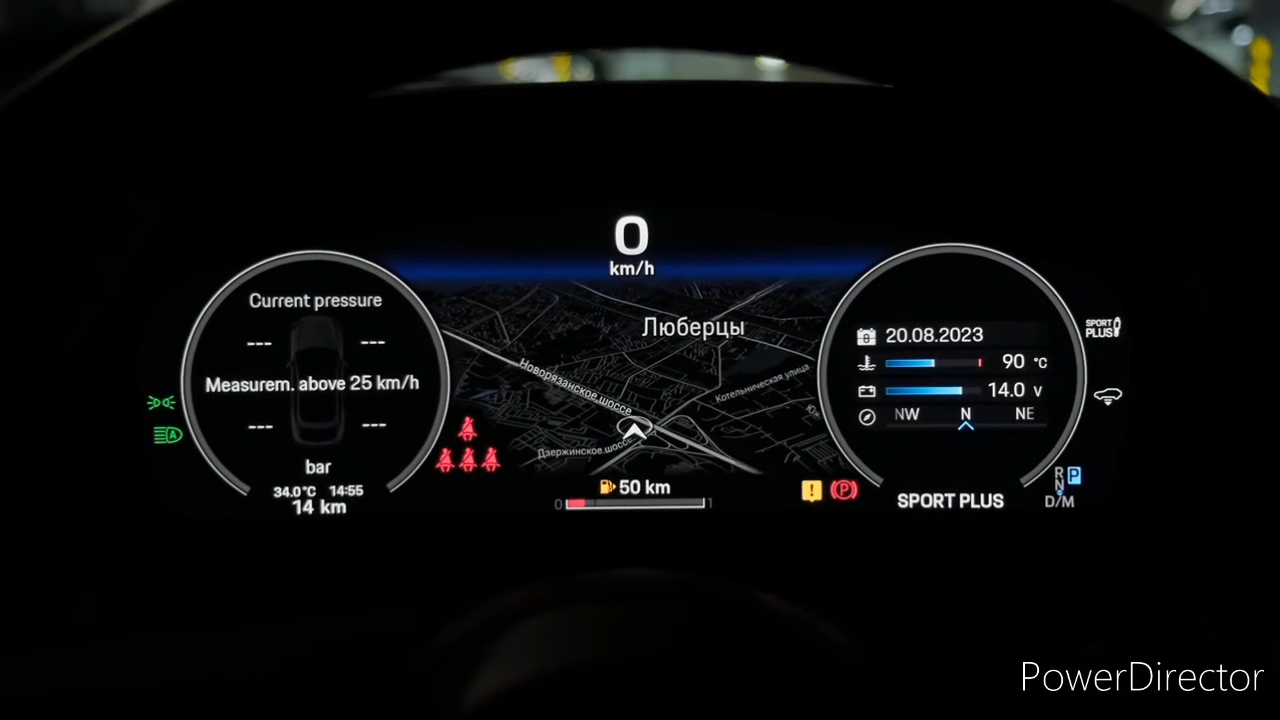 0
km/h
Current pressure
--- ---
Measurem. above 25 km/h
--- ---
bar
34.0°C 14:55
14 km
Люберцы
Новорязанское шоссе
Котельническая улица
Дзержинское шоссе
50 km
0 1
20.08.2023
90 °C
14.0 V
NW N NE
SPORT PLUS
SPORT
PLUS
R P
N
D/M
PowerDirector